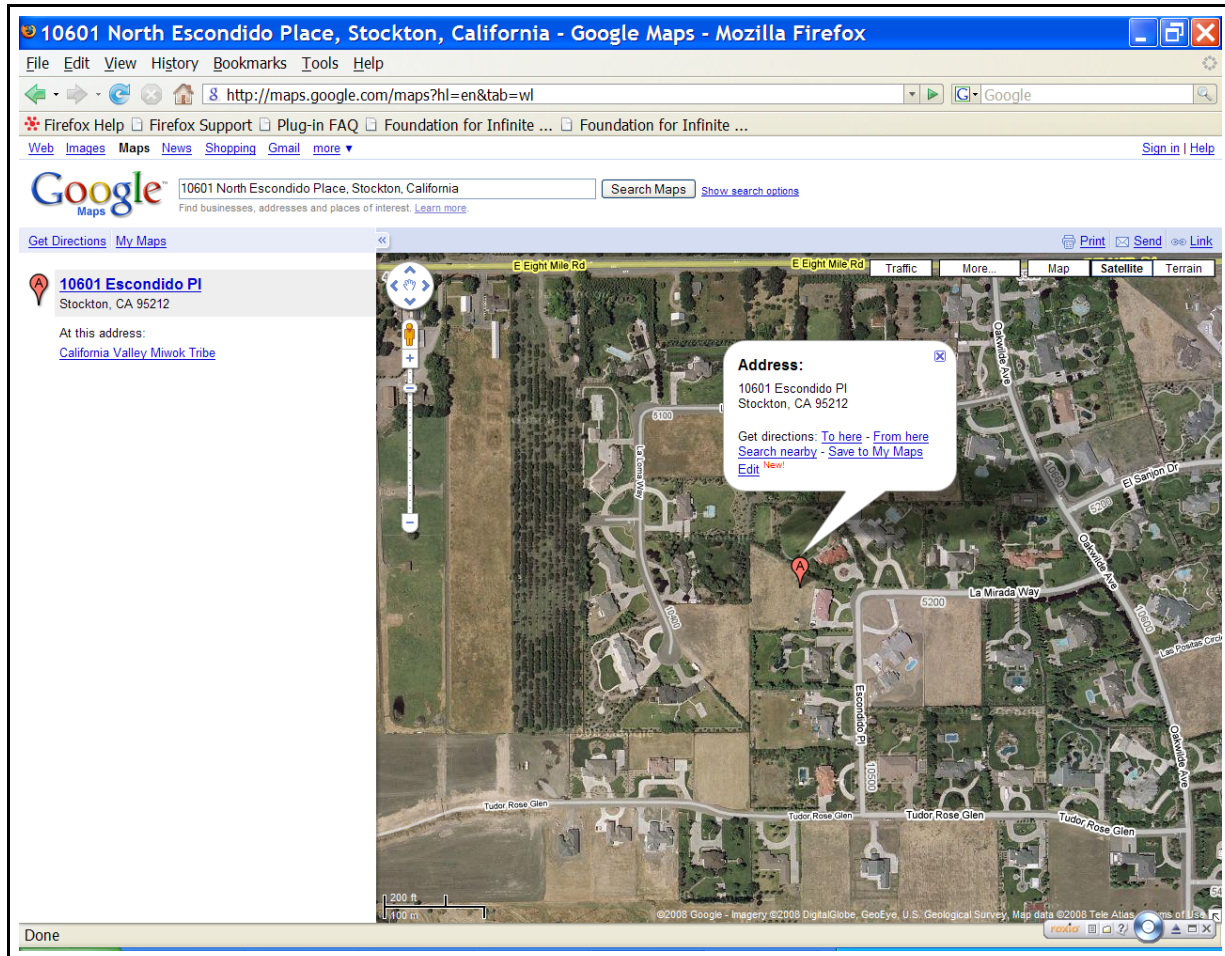 10601 North Escondido Place, Stockton, California - Google Maps - Mozilla Firefox
File Edit View History Bookmarks Tools Help
http://maps.google.com/maps?hl=en&tab=wl
G Google
Firefox Help Firefox Support Plug-in FAQ Foundation for Infinite ... Foundation for Infinite ...
Web Images Maps News Shopping Gmail more ▼
Sign in | Help
Google™
Maps
10601 North Escondido Place, Stockton, California
Search Maps
Show search options
Find businesses, addresses and places of interest. Learn more.
Get Directions My Maps
«
Print Send Link
A
10601 Escondido Pl
Stockton, CA 95212
At this address:
California Valley Miwok Tribe
E Eight Mile Rd
E Eight Mile Rd
Traffic More... Map Satellite Terrain
Oakwilde Ave
Address:
10601 Escondido Pl
Stockton, CA 95212
Get directions: To here - From here
Search nearby - Save to My Maps
Edit New!
5100
La Loma Way
10600
El Sanjon Dr
5200
Oakwilde Ave
A
La Mirada Way
5200
10400
10600
Las Positas Circle
Escondido Pl
10500
Oakwilde Ave
Tudor Rose Glen
Tudor Rose Glen
Tudor Rose Glen
Tudor Rose Glen
54
200 ft
100 m
©2008 Google - Imagery ©2008 DigitalGlobe, GeoEye, U.S. Geological Survey, Map data ©2008 Tele Atlas
Use
Done
roxio